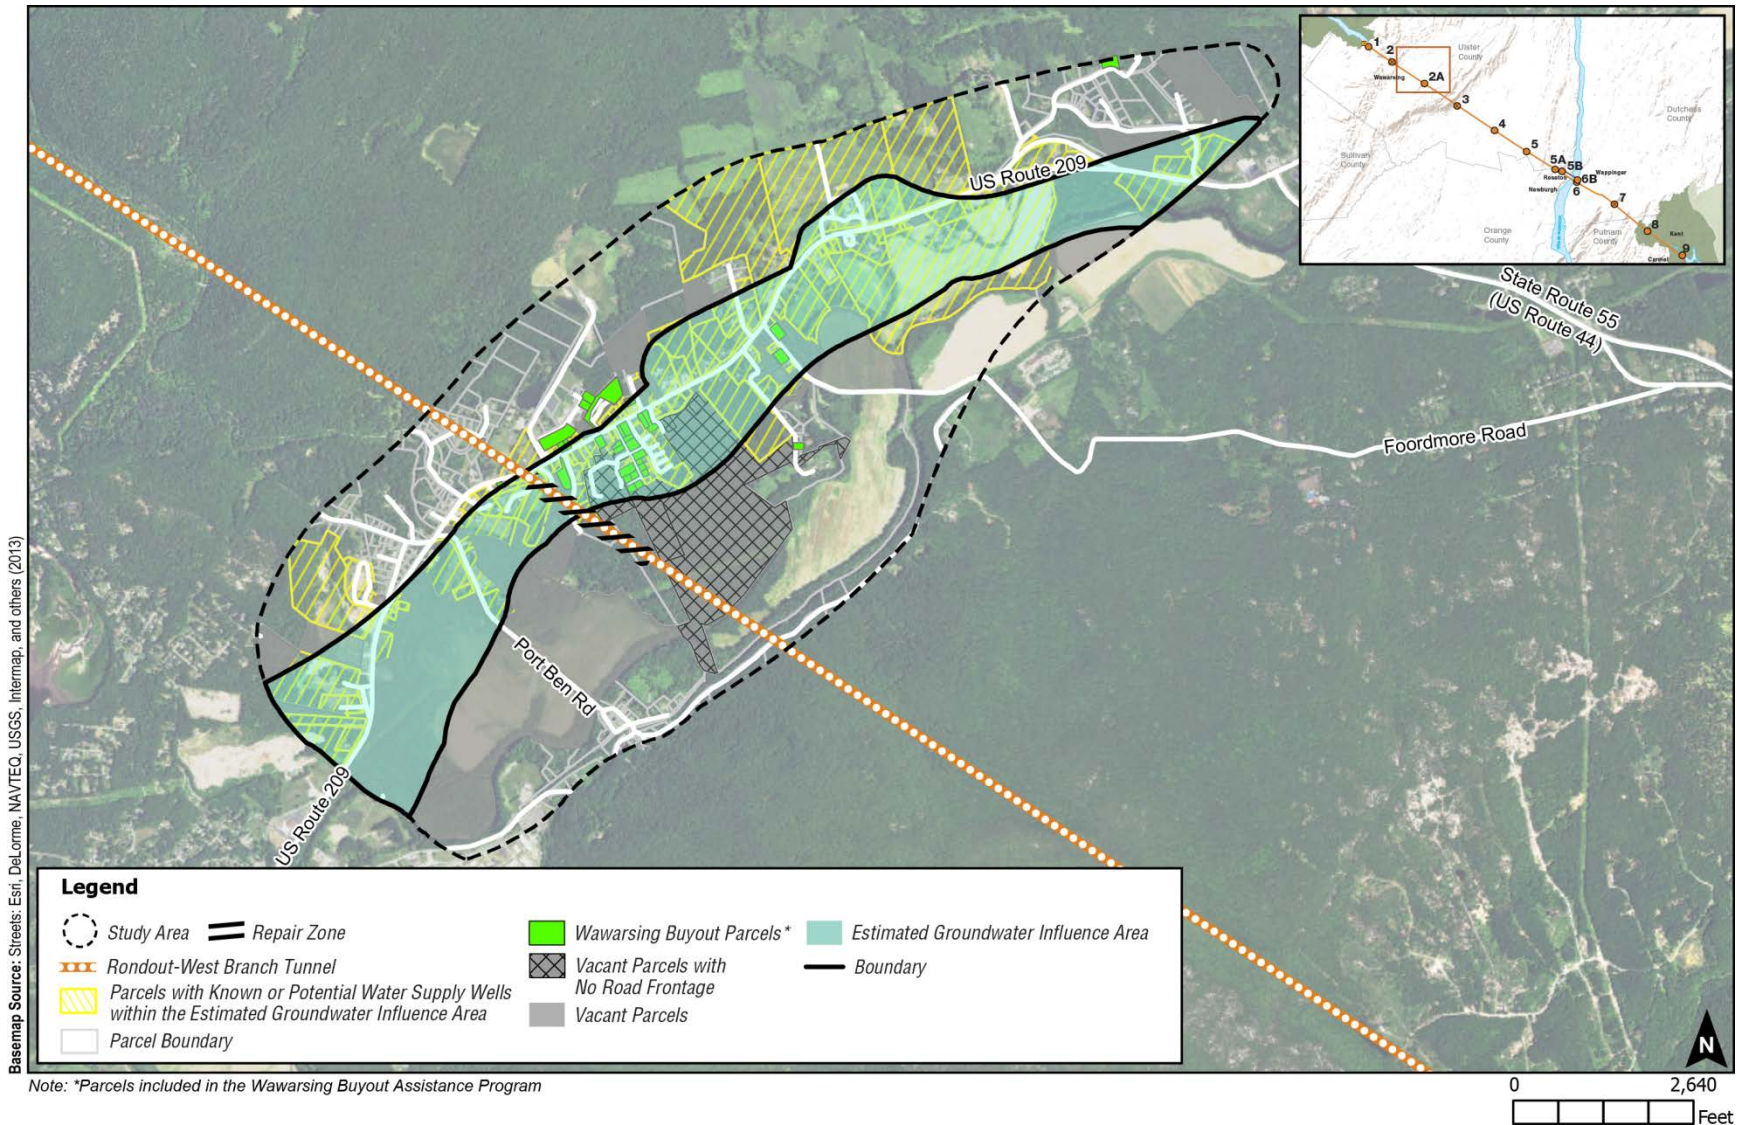 1
2
Ulster
County
Wawarsing
2A
3
4
Dutchess
County
Sullivan
County
5
5A
5B
Roseton
Wappinger
6B
Newburgh
6
7
Orange
County
Putnam
County
8
Kent
9
Carmel
US Route 209
State Route 55
(US Route 44)
Foordmore Road
Port Ben Rd
US Route 209
Basemap Source: Streets: Esri, DeLorme, NAVTEQ, USGS, Intermap, and others (2013)
Legend
Study Area
Repair Zone
Rondout-West Branch Tunnel
Parcels with Known or Potential Water Supply Wells
within the Estimated Groundwater Influence Area
Parcel Boundary
Wawarsing Buyout Parcels*
Vacant Parcels with
No Road Frontage
Vacant Parcels
Estimated Groundwater Influence Area
Boundary
N
Note: *Parcels included in the Wawarsing Buyout Assistance Program
0 2,640
Feet